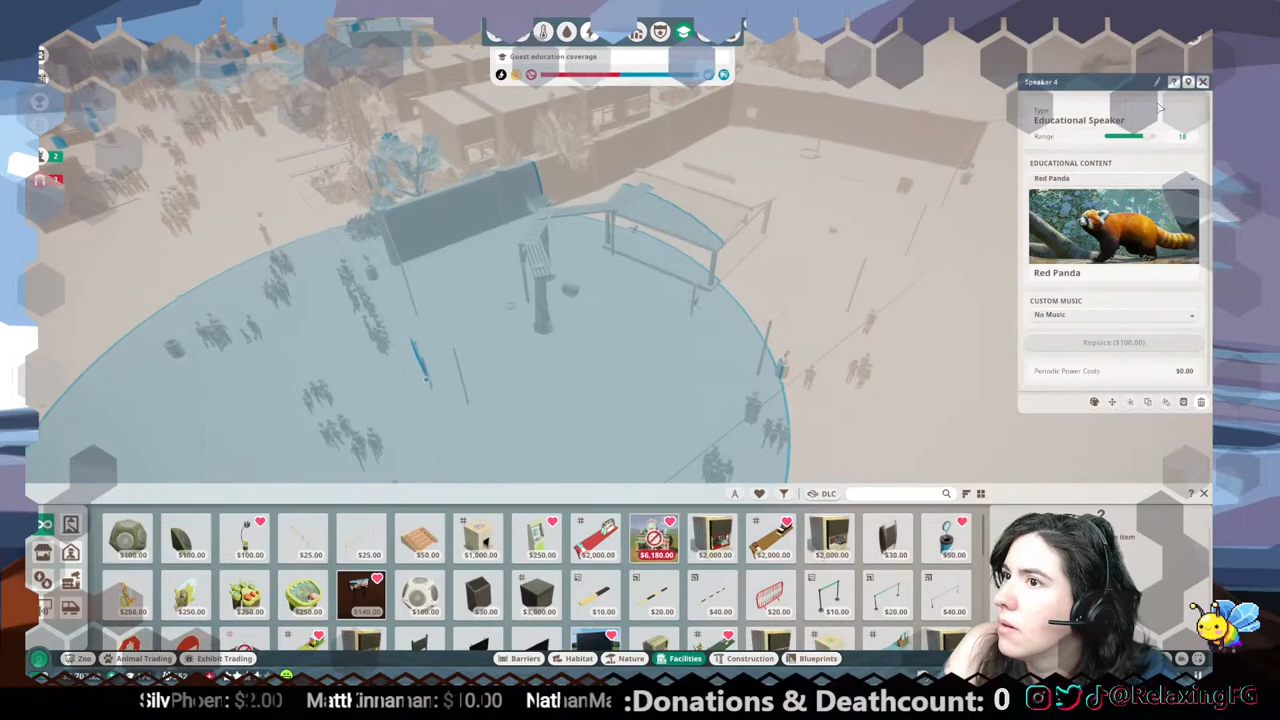 Guest education coverage
Speaker 4
Type
Educational Speaker
Range 18
EDUCATIONAL CONTENT
Red Panda
Red Panda
CUSTOM MUSIC
No Music
Replace ($100.00)
Periodic Power Costs $0.00
2
DLC
$100.00 $100.00 $100.00 $25.00 $25.00 $50.00 $1,000.00 $250.00 $2,000.00 $6,180.00 $2,000.00 $2,000.00 $2,000.00 $30.00 $50.00
$250.00 $250.00 $250.00 $250.00 $140.00 $100.00 $30.00 $3,000.00 $10.00 $20.00 $40.00 $20.00 $10.00 $20.00 $40.00
Zoo Animal Trading Exhibit Trading Barriers Habitat Nature Facilities Construction Blueprints
SilvPhoen: $2.00 MattKinnaman: $10.00 NathanMa :Donations & Deathcount: 0 @RelaxingFG